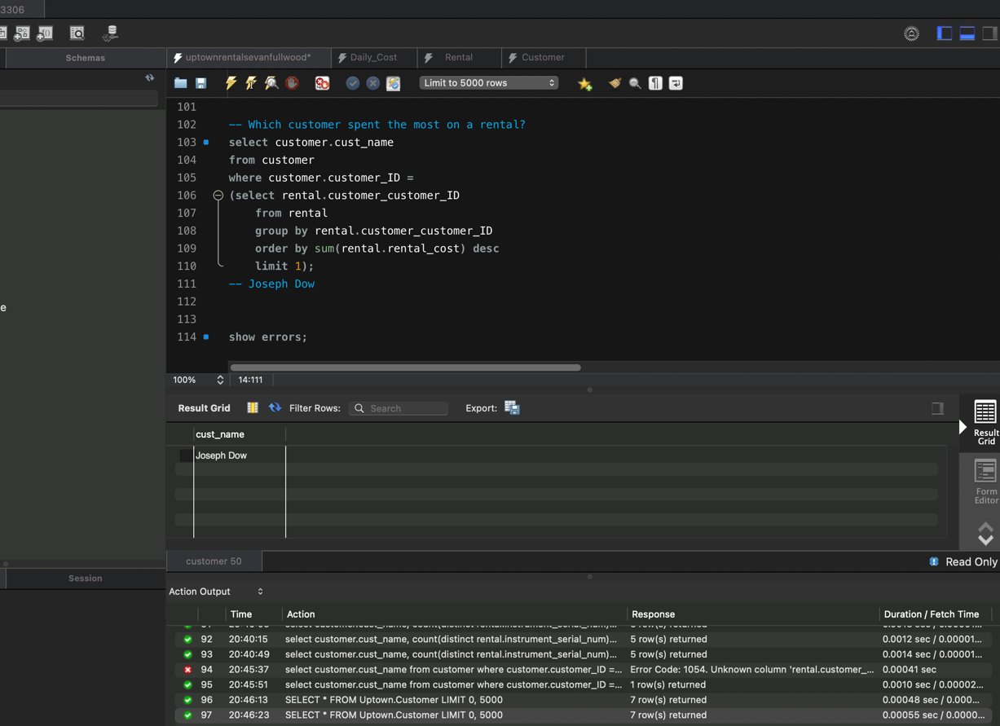 3306
Schemas
uptownrentalsevanfullwood*
Daily_Cost
Rental
Customer
Limit to 5000 rows
101
102 -- Which customer spent the most on a rental?
103 select customer.cust_name
104 from customer
105 where customer.customer_ID =
106 (select rental.customer_customer_ID
107 from rental
108 group by rental.customer_customer_ID
109 order by sum(rental.rental_cost) desc
110 limit 1);
111 -- Joseph Dow
112
113
114 show errors;
e
100% 14:111
Result Grid Filter Rows: Search Export:
Result
Grid
cust_name
Joseph Dow
Form
Editor
customer 50
Read Only
Session
Action Output
Time Action Response Duration / Fetch Time
92 20:40:15 select customer.cust_name, count(distinct rental.instrument_serial_num)... 5 row(s) returned 0.0012 sec / 0.00001...
93 20:40:49 select customer.cust_name, count(distinct rental.instrument_serial_num)... 5 row(s) returned 0.0014 sec / 0.00001...
94 20:45:37 select customer.cust_name from customer where customer.customer_ID =... Error Code: 1054. Unknown column 'rental.customer_... 0.00041 sec
95 20:45:51 select customer.cust_name from customer where customer.customer_ID =... 1 row(s) returned 0.0010 sec / 0.00002...
96 20:46:13 SELECT * FROM Uptown.Customer LIMIT 0, 5000 7 row(s) returned 0.00048 sec / 0.000...
97 20:46:23 SELECT * FROM Uptown.Customer LIMIT 0, 5000 7 row(s) returned 0.00055 sec / 0.0000...